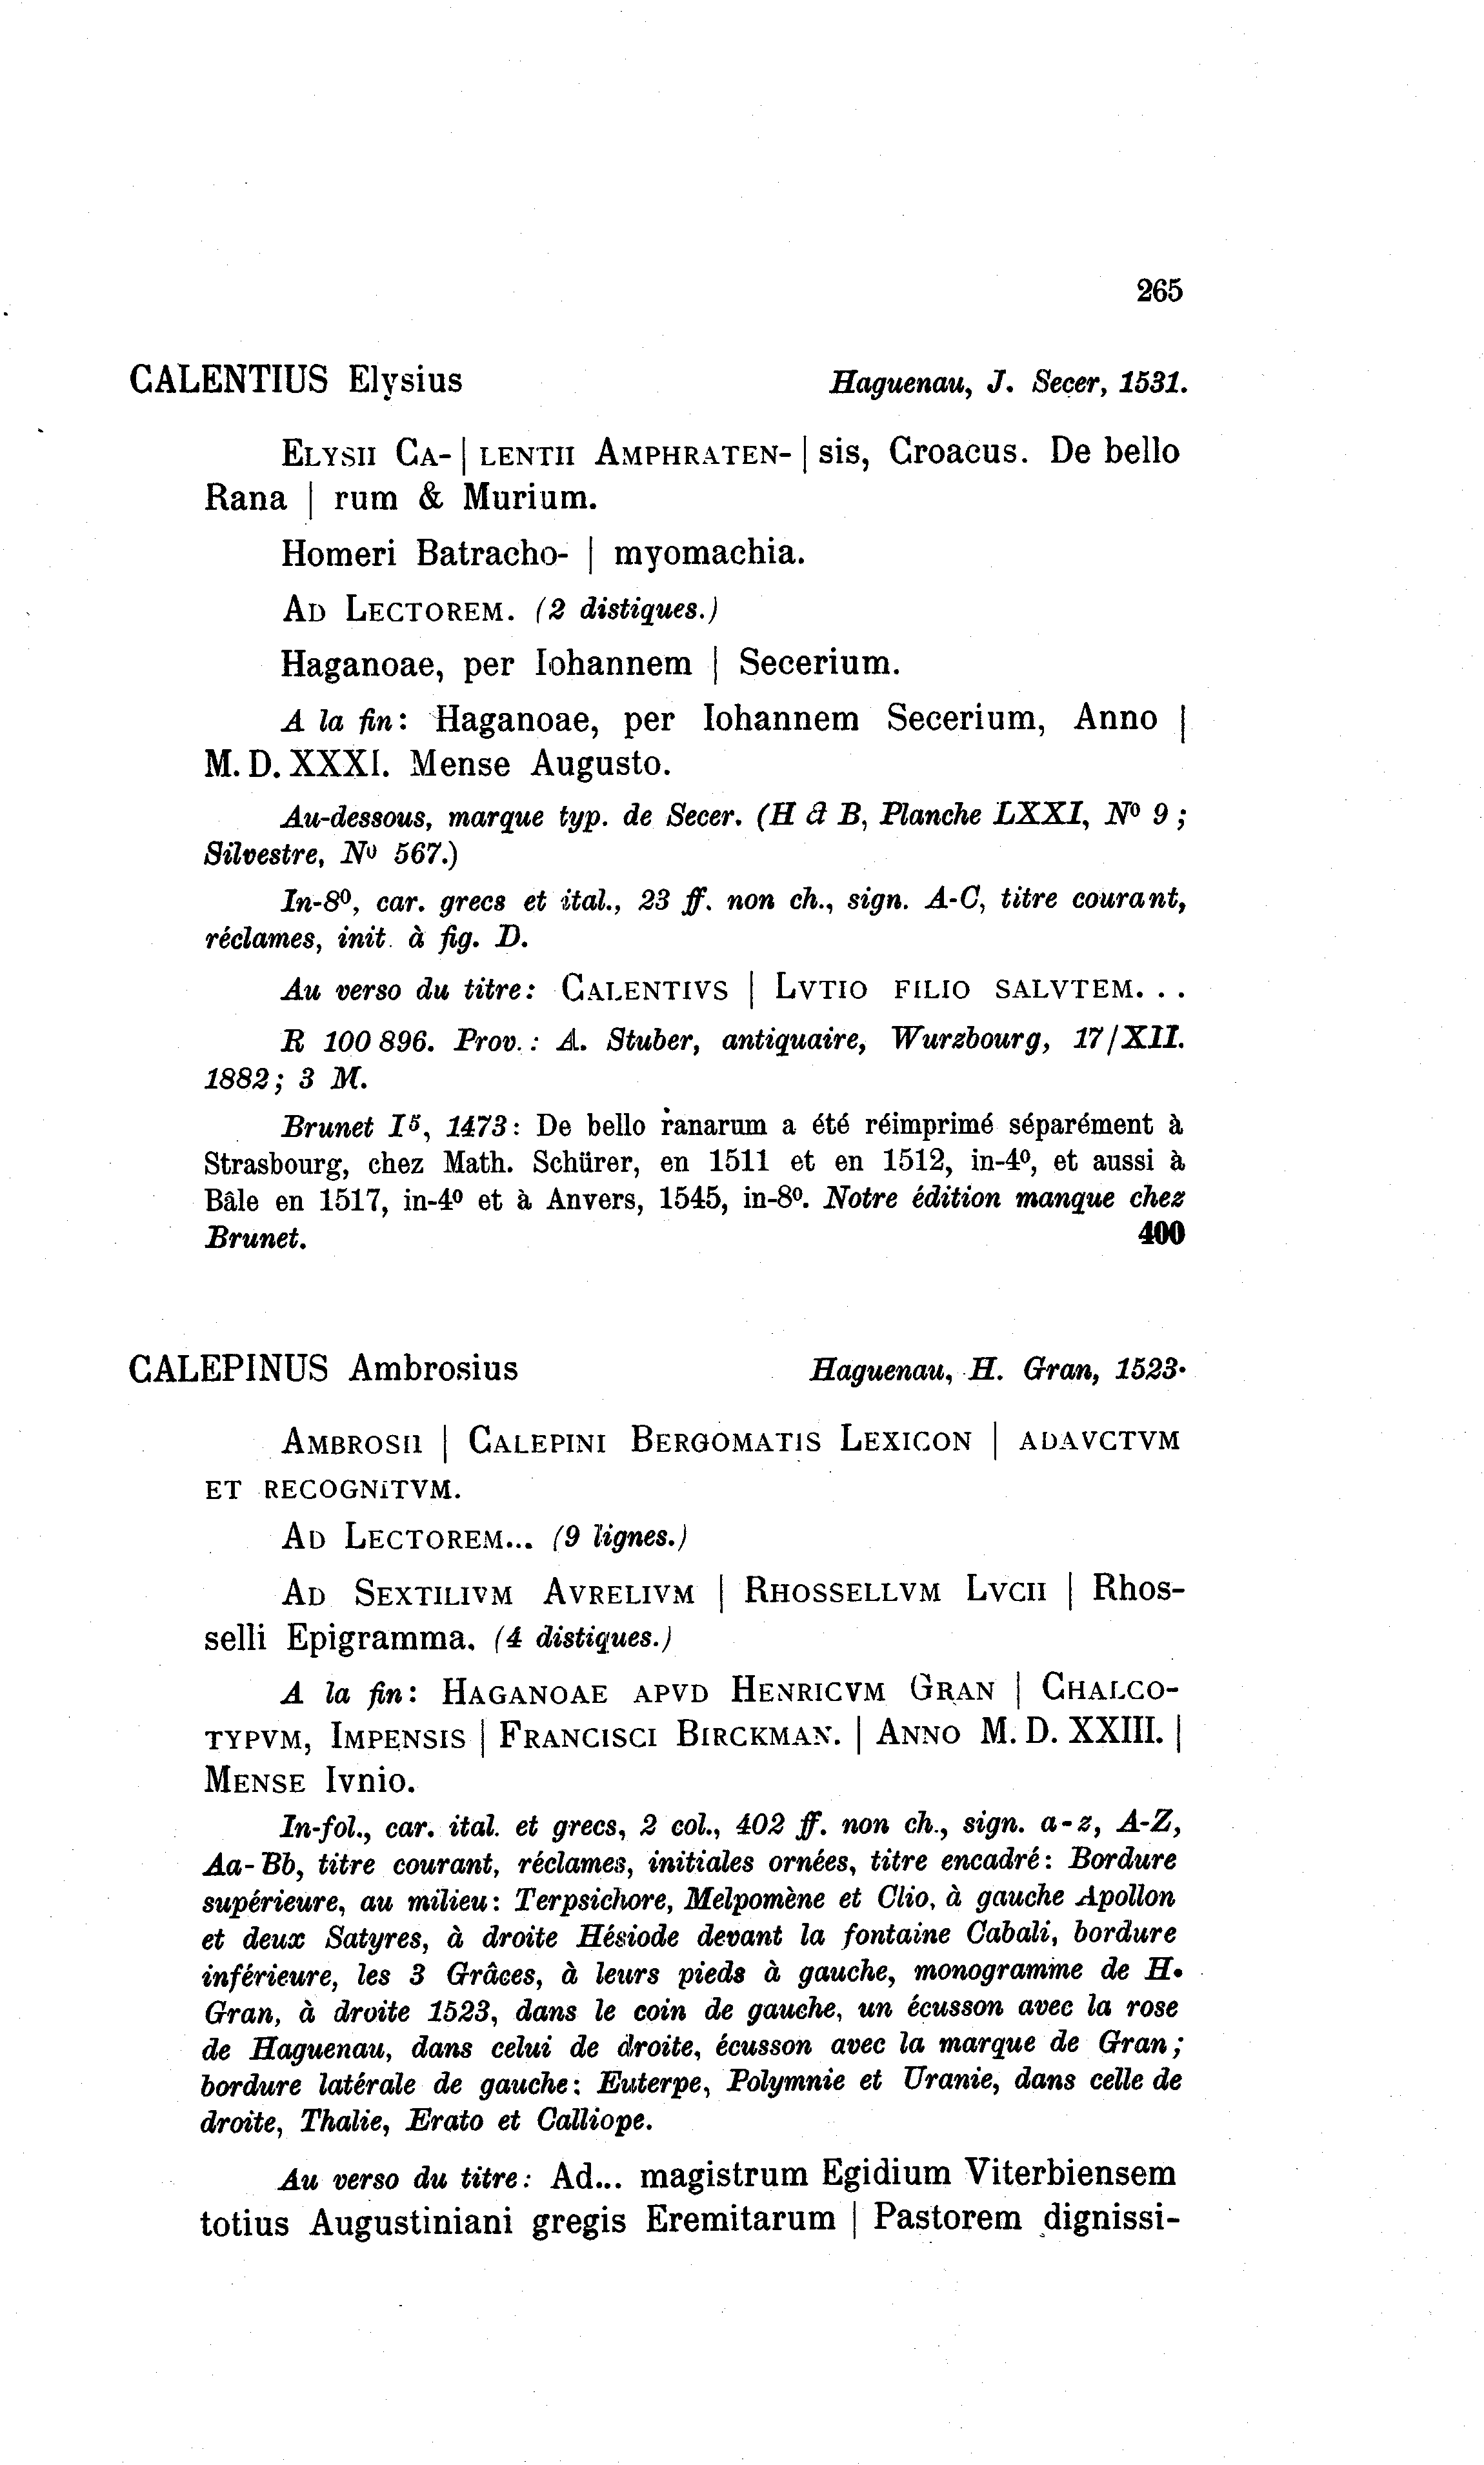 265
CALENTIUS Elysius Haguenau, J. Secer, 1531.
ELYSII CA- | LENTII AMPHRATEN- | sis, Croacus. De bello
Rana | rum & Murium.
Homeri Batracho- | myomachia.
AD LECTOREM. (2 distiques.)
Haganoae, per Iohannem | Secerium.
A la fin: Haganoae, per Iohannem Secerium, Anno |
M. D. XXXI. Mense Augusto.
Au-dessous, marque typ. de Secer. (H & B, Planche LXXI, Nº 9 ;
Silvestre, Nº 567.)
In-8º, car. grecs et ital., 23 ff. non ch., sign. A-C, titre courant,
réclames, init. à fig. D.
Au verso du titre: CALENTIVS | LVTIO FILIO SALVTEM. . .
R 100 896. Prov.: A. Stuber, antiquaire, Wurzbourg, 17/XII.
1882; 3 M.
Brunet I⁵, 1473: De bello ranarum a été réimprimé séparément à
Strasbourg, chez Math. Schürer, en 1511 et en 1512, in-4º, et aussi à
Bâle en 1517, in-4º et à Anvers, 1545, in-8º. Notre édition manque chez
Brunet. 400
CALEPINUS Ambrosius Haguenau, H. Gran, 1523.
AMBROSII | CALEPINI BERGOMATIS LEXICON | ADAVCTVM
ET RECOGNITVM.
AD LECTOREM... (9 lignes.)
AD SEXTILIVM AVRELIVM | RHOSSELLVM LVCII | Rhos-
selli Epigramma. (4 distiques.)
A la fin: HAGANOAE APVD HENRICVM GRAN | CHALCO-
TYPVM, IMPENSIS | FRANCISCI BIRCKMAN. | ANNO M. D. XXIII. |
MENSE Ivnio.
In-fol., car. ital. et grecs, 2 col., 402 ff. non ch., sign. a-z, A-Z,
Aa-Bb, titre courant, réclames, initiales ornées, titre encadré: Bordure
supérieure, au milieu: Terpsichore, Melpomène et Clio, à gauche Apollon
et deux Satyres, à droite Hésiode devant la fontaine Cabali, bordure
inférieure, les 3 Grâces, à leurs pieds à gauche, monogramme de H.
Gran, à droite 1523, dans le coin de gauche, un écusson avec la rose
de Haguenau, dans celui de droite, écusson avec la marque de Gran;
bordure latérale de gauche: Euterpe, Polymnie et Uranie, dans celle de
droite, Thalie, Erato et Calliope.
Au verso du titre: Ad... magistrum Egidium Viterbiensem
totius Augustiniani gregis Eremitarum | Pastorem dignissi-